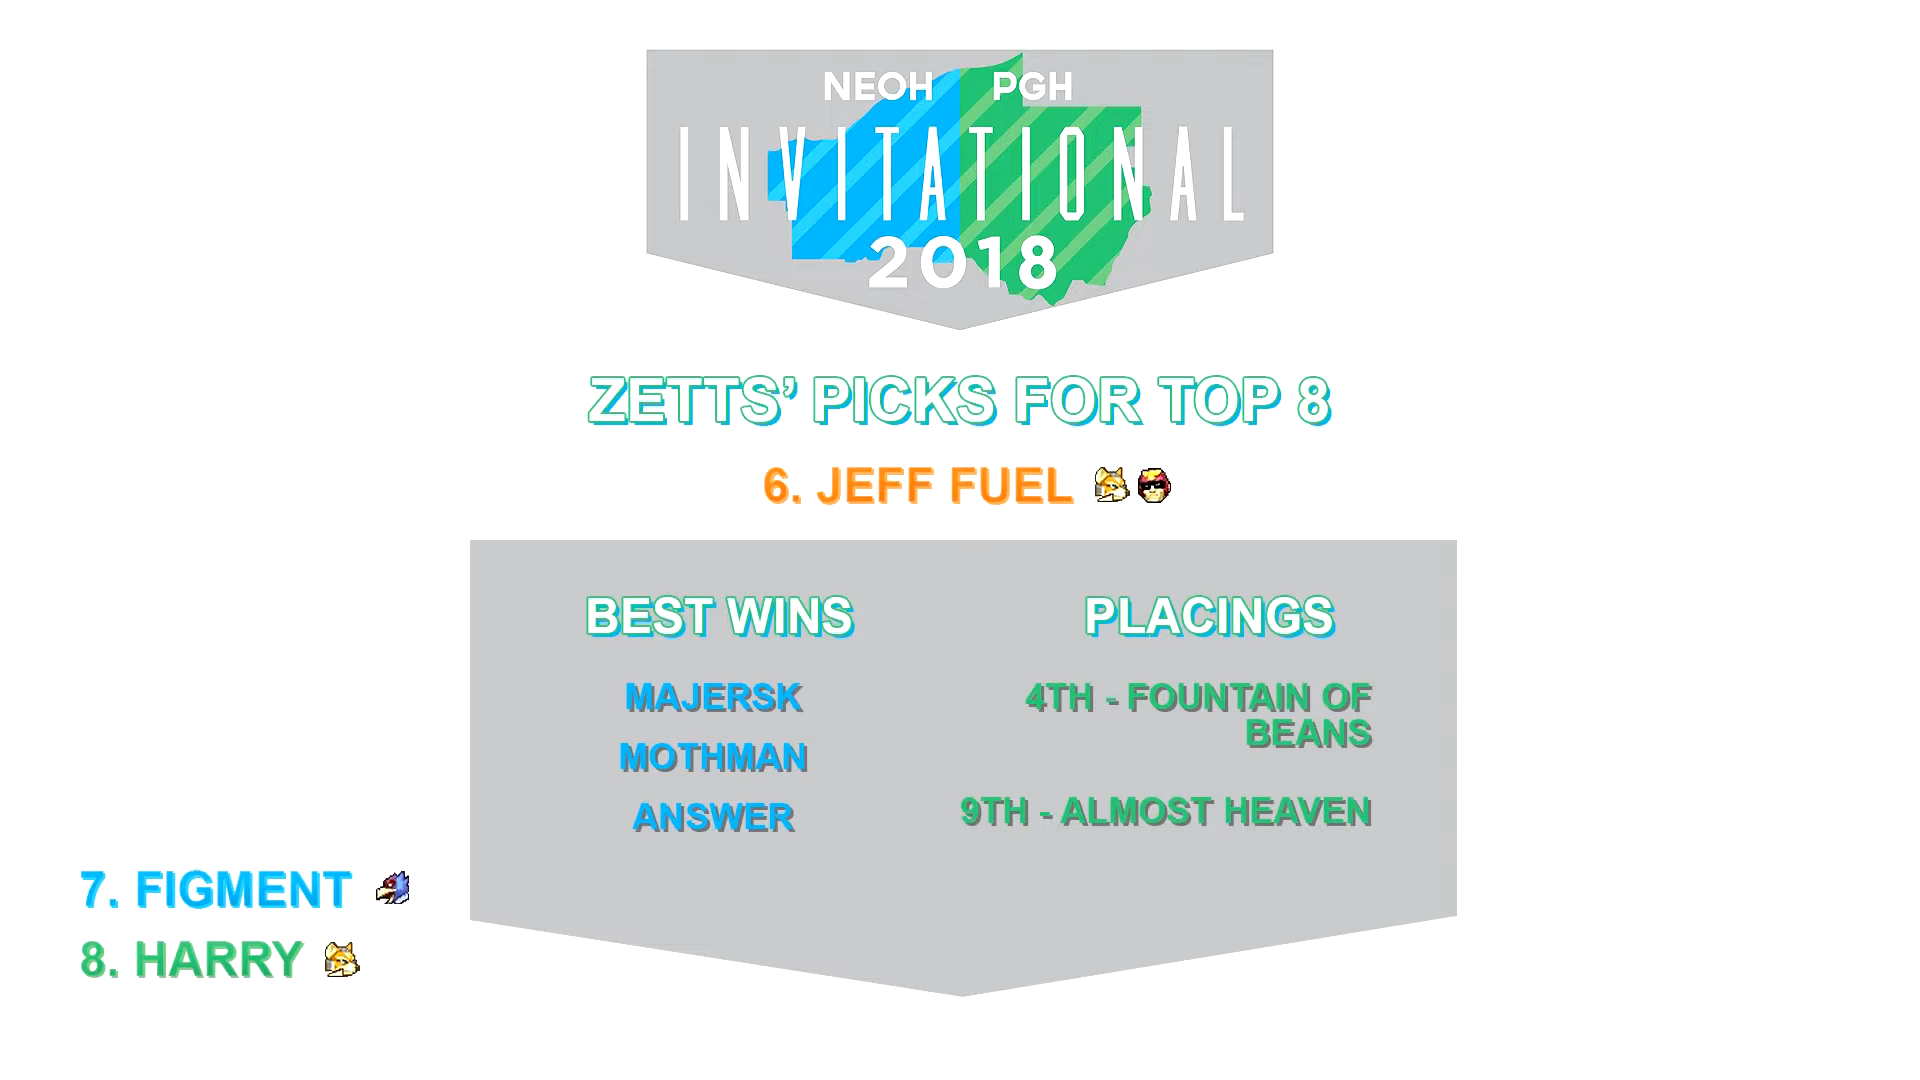 NEOH PGH
INVITATIONAL
2018
ZETTS’ PICKS FOR TOP 8
6. JEFF FUEL
BEST WINS
MAJERSK
MOTHMAN
ANSWER
PLACINGS
4TH - FOUNTAIN OF
BEANS
9TH - ALMOST HEAVEN
7. FIGMENT
8. HARRY